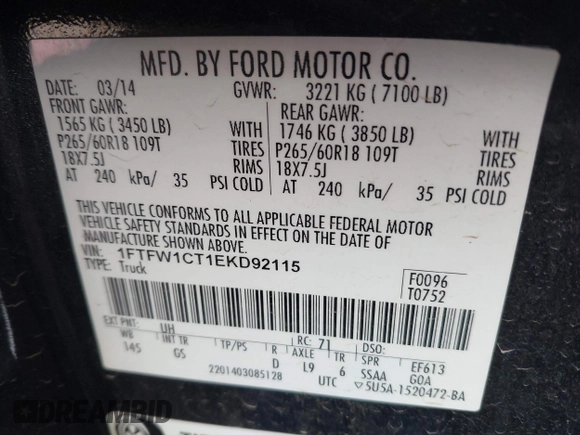 MFD. BY FORD MOTOR CO.
DATE: 03/14 GVWR: 3221 KG ( 7100 LB)
FRONT GAWR: REAR GAWR:
1565 KG ( 3450 LB) WITH 1746 KG ( 3850 LB) WITH
P265/60R18 109T TIRES P265/60R18 109T TIRES
18X7.5J RIMS 18X7.5J RIMS
AT 240 kPa/ 35 PSI COLD AT 240 kPa/ 35 PSI COLD
THIS VEHICLE CONFORMS TO ALL APPLICABLE FEDERAL MOTOR
VEHICLE SAFETY STANDARDS IN EFFECT ON THE DATE OF
MANUFACTURE SHOWN ABOVE.
VIN: 1FTFW1CT1EKD92115 F0096
TYPE: Truck T0752
EXT PNT: UH RC: 71 DSO:
WB INT TR TP/PS R AXLE TR SPR EF613
145 GS D L9 6 SSAA GOA
2201403085128 UTC ▽5U5A-1520472-BA
DREAMBID